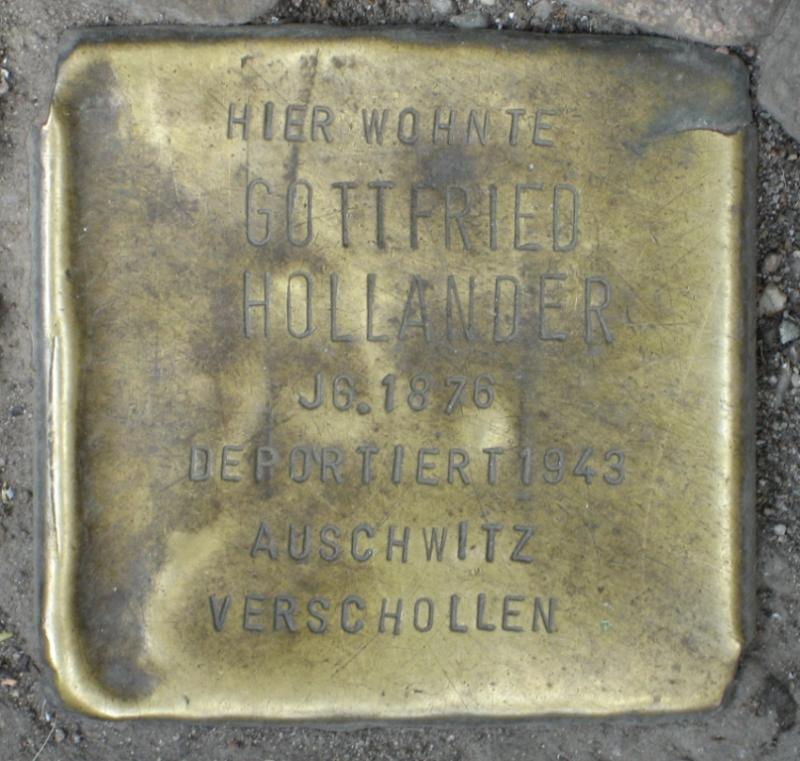 HIER WOHNTE
GOTTFRIED
HOLLANDER
JG. 1876
DEPORTIERT 1943
AUSCHWITZ
VERSCHOLLEN